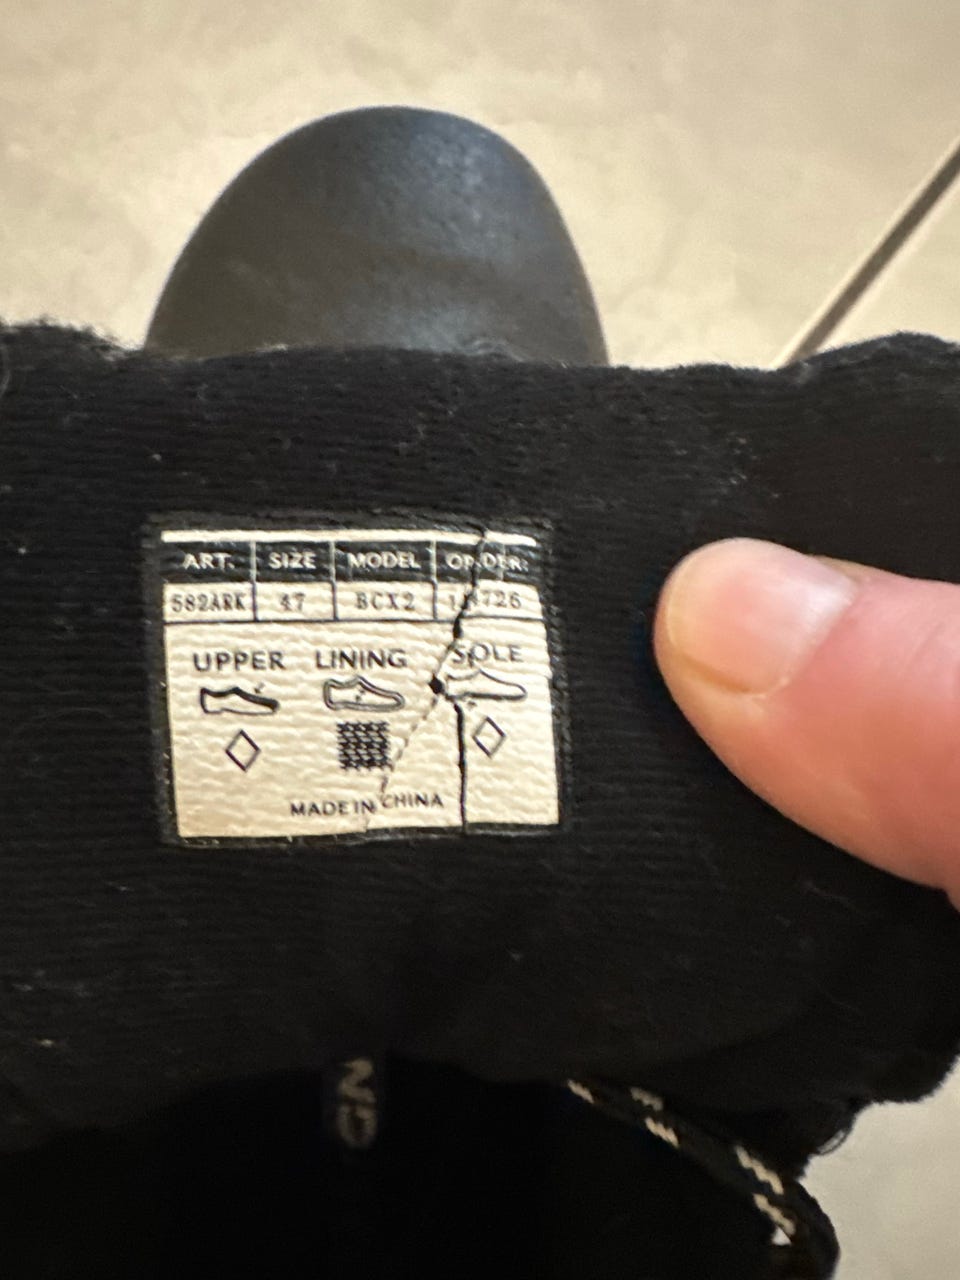 ART. SIZE MODEL ORDER:
582ARK 47 BCX2
UPPER LINING SOLE
MADE IN CHINA